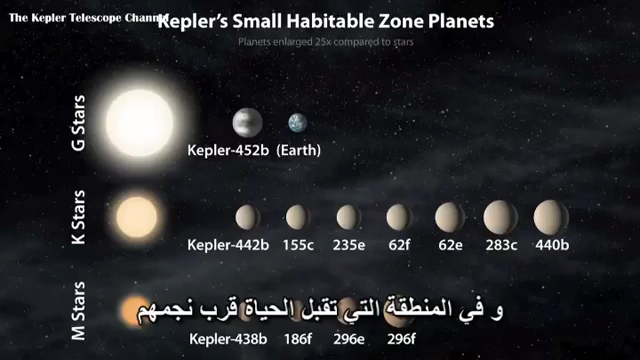 The Kepler Telescope Channel
Kepler's Small Habitable Zone Planets
Planets enlarged 25x compared to stars
G Stars
Kepler-452b (Earth)
K Stars
Kepler-442b 155c 235e 62f 62e 283c 440b
M Stars
و في المنطقة التي تقبل الحياة قرب نجمهم
Kepler-438b 186f 296e 296f